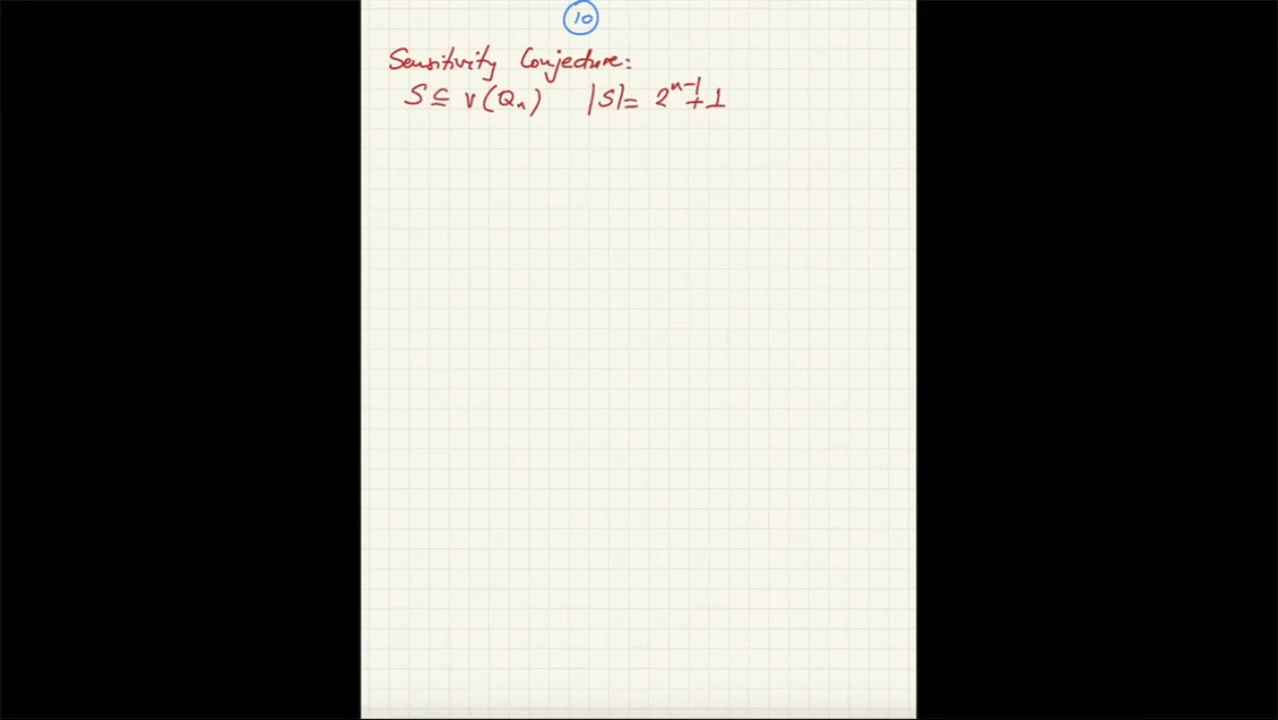 10
Sensitivity Conjecture:
S ⊆ V(Qₙ) |S| = 2ⁿ⁻¹ + 1